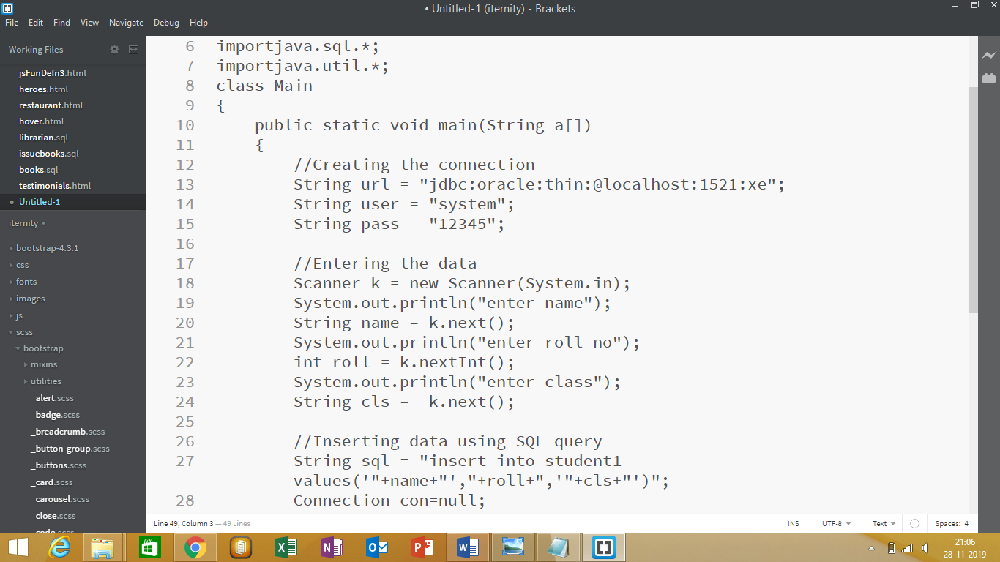 • Untitled-1 (iternity) - Brackets
File Edit Find View Navigate Debug Help
Working Files
jsFunDefn3.html
heroes.html
restaurant.html
hover.html
librarian.sql
issuebooks.sql
books.sql
testimonials.html
• Untitled-1
iternity
bootstrap-4.3.1
css
fonts
images
js
scss
bootstrap
mixins
utilities
_alert.scss
_badge.scss
_breadcrumb.scss
_button-group.scss
_buttons.scss
_card.scss
_carousel.scss
_close.scss
_code.scss
6 importjava.sql.*;
7 importjava.util.*;
8 class Main
9 {
10 public static void main(String a[])
11 {
12 //Creating the connection
13 String url = "jdbc:oracle:thin:@localhost:1521:xe";
14 String user = "system";
15 String pass = "12345";
16
17 //Entering the data
18 Scanner k = new Scanner(System.in);
19 System.out.println("enter name");
20 String name = k.next();
21 System.out.println("enter roll no");
22 int roll = k.nextInt();
23 System.out.println("enter class");
24 String cls =  k.next();
25
26 //Inserting data using SQL query
27 String sql = "insert into student1
values('"+name+"',"+roll+",'"+cls+"')";
28 Connection con=null;
Line 49, Column 3 — 49 Lines
INS UTF-8 Text Spaces: 4
21:06
28-11-2019